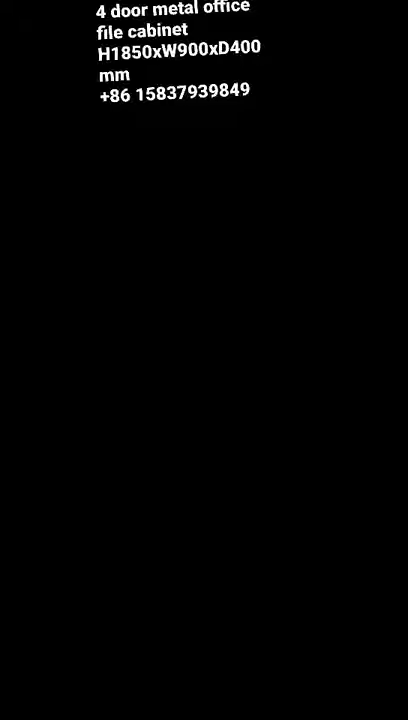 4 door metal office
file cabinet
H1850xW900xD400
mm
+86 15837939849